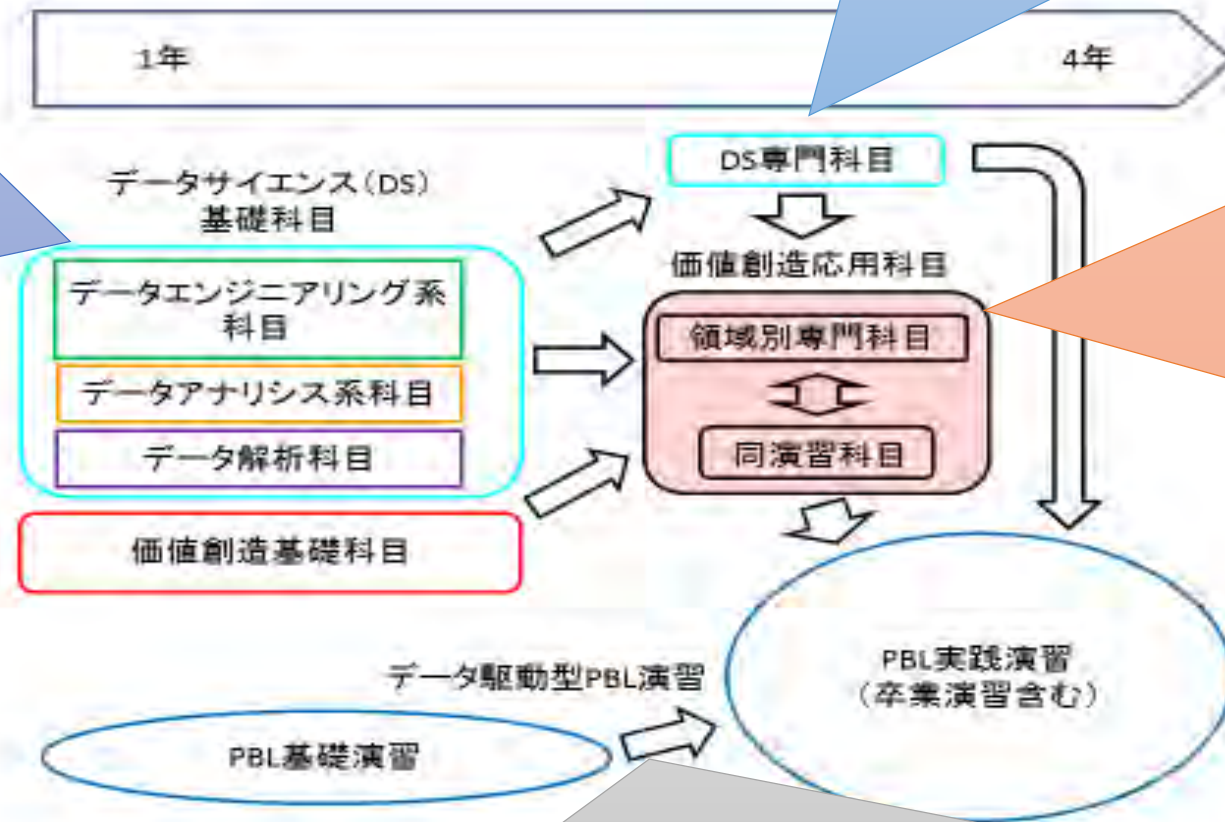 1年
4年
データサイエンス(DS)
基礎科目
データエンジニアリング系
科目
データアナリシス系科目
データ解析科目
価値創造基礎科目
DS専門科目
価値創造応用科目
領域別専門科目
同演習科目
データ駆動型PBL演習
PBL基礎演習
PBL実践演習
(卒業演習含む)